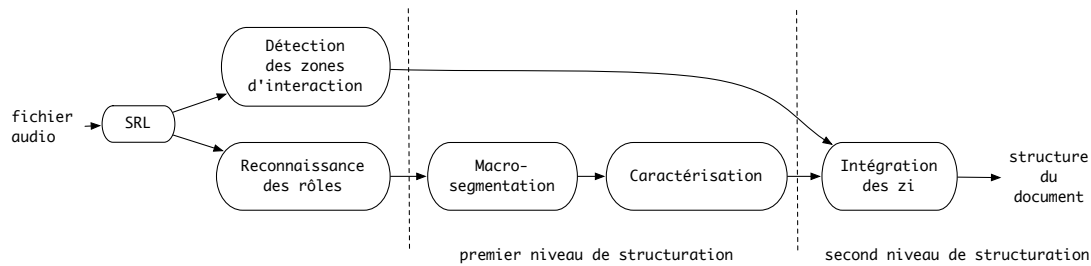 fichier
audio
SRL
Détection
des zones
d'interaction
Reconnaissance
des rôles
Macro-
segmentation
Caractérisation
Intégration
des zi
structure
du
document
premier niveau de structuration
second niveau de structuration